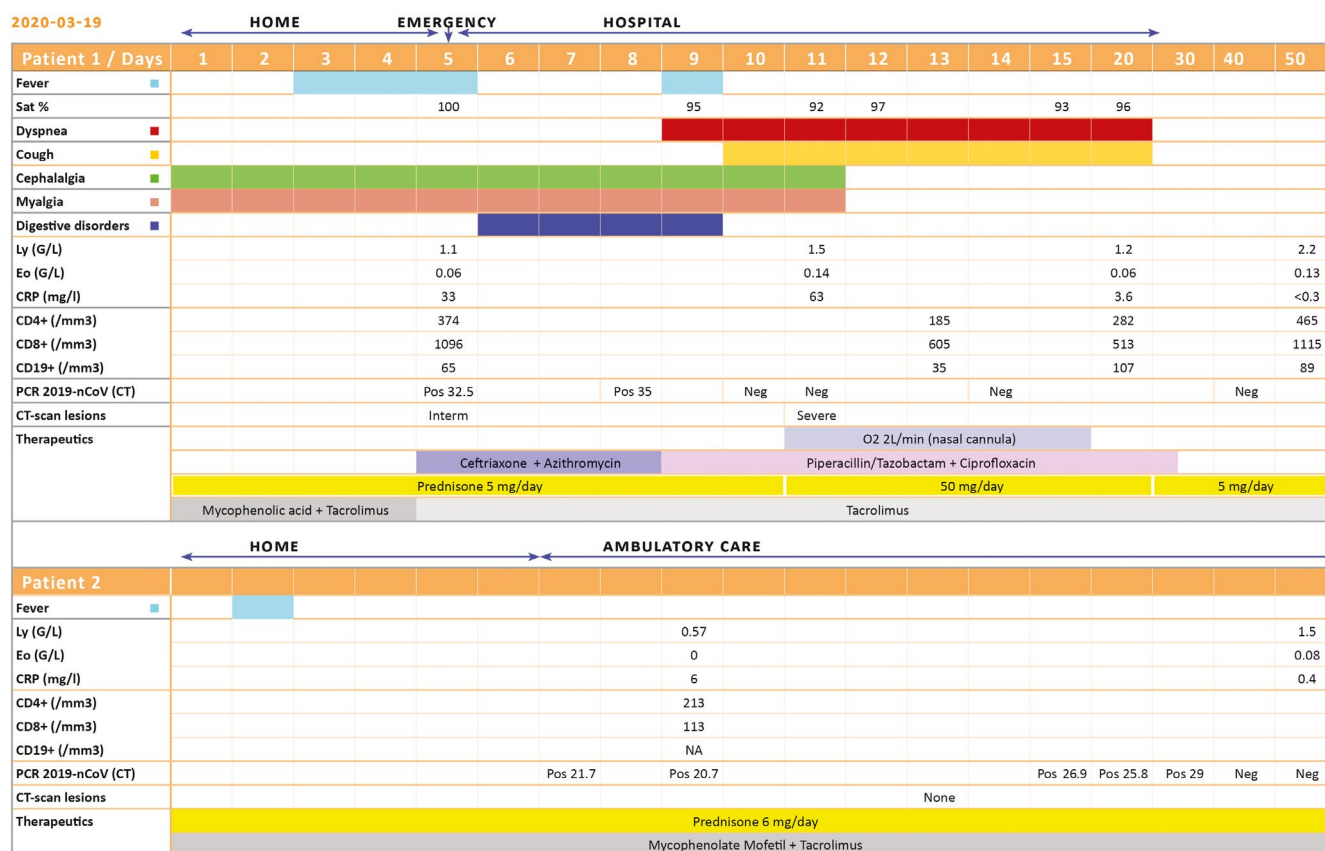 2020-03-19 HOME EMERGENCY HOSPITAL
Patient 1 / Days 1 2 3 4 5 6 7 8 9 10 11 12 13 14 15 20 30 40 50
Fever
Sat % 100 95 92 97 93 96
Dyspnea
Cough
Cephalalgia
Myalgia
Digestive disorders
Ly (G/L) 1.1 1.5 1.2 2.2
Eo (G/L) 0.06 0.14 0.06 0.13
CRP (mg/l) 33 63 3.6 <0.3
CD4+ (/mm3) 374 185 282 465
CD8+ (/mm3) 1096 605 513 1115
CD19+ (/mm3) 65 35 107 89
PCR 2019-nCoV (CT) Pos 32.5 Pos 35 Neg Neg Neg Neg
CT-scan lesions Interm Severe
Therapeutics O2 2L/min (nasal cannula)
Ceftriaxone + Azithromycin Piperacillin/Tazobactam + Ciprofloxacin
Prednisone 5 mg/day 50 mg/day 5 mg/day
Mycophenolic acid + Tacrolimus Tacrolimus
HOME AMBULATORY CARE
Patient 2
Fever
Ly (G/L) 0.57 1.5
Eo (G/L) 0 0.08
CRP (mg/l) 6 0.4
CD4+ (/mm3) 213
CD8+ (/mm3) 113
CD19+ (/mm3) NA
PCR 2019-nCoV (CT) Pos 21.7 Pos 20.7 Pos 26.9 Pos 25.8 Pos 29 Neg Neg
CT-scan lesions None
Therapeutics Prednisone 6 mg/day
Mycophenolate Mofetil + Tacrolimus